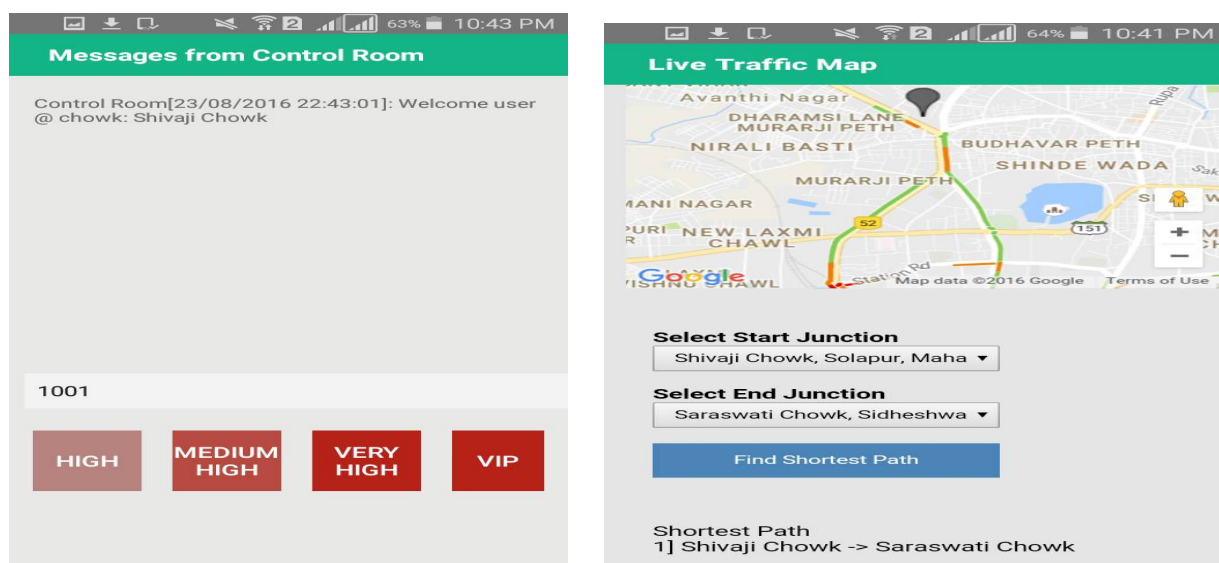 2 63% 10:43 PM
Messages from Control Room
Control Room[23/08/2016 22:43:01]: Welcome user
@ chowk: Shivaji Chowk
1001
HIGH
MEDIUM
HIGH
VERY
HIGH
VIP
2 64% 10:41 PM
Live Traffic Map
Avanthi Nagar
Rupa
DHARAMSI LANE
MURARJI PETH
NIRALI BASTI
BUDHAVAR PETH
SHINDE WADA
Sak
MURARJI PETH
MANI NAGAR
52
151
NEW LAXMI
CHAWL
+
−
Station Rd
Google
Map data ©2016 Google
Terms of Use
Select Start Junction
Shivaji Chowk, Solapur, Maha
Select End Junction
Saraswati Chowk, Sidheshwa
Find Shortest Path
Shortest Path
1] Shivaji Chowk -> Saraswati Chowk